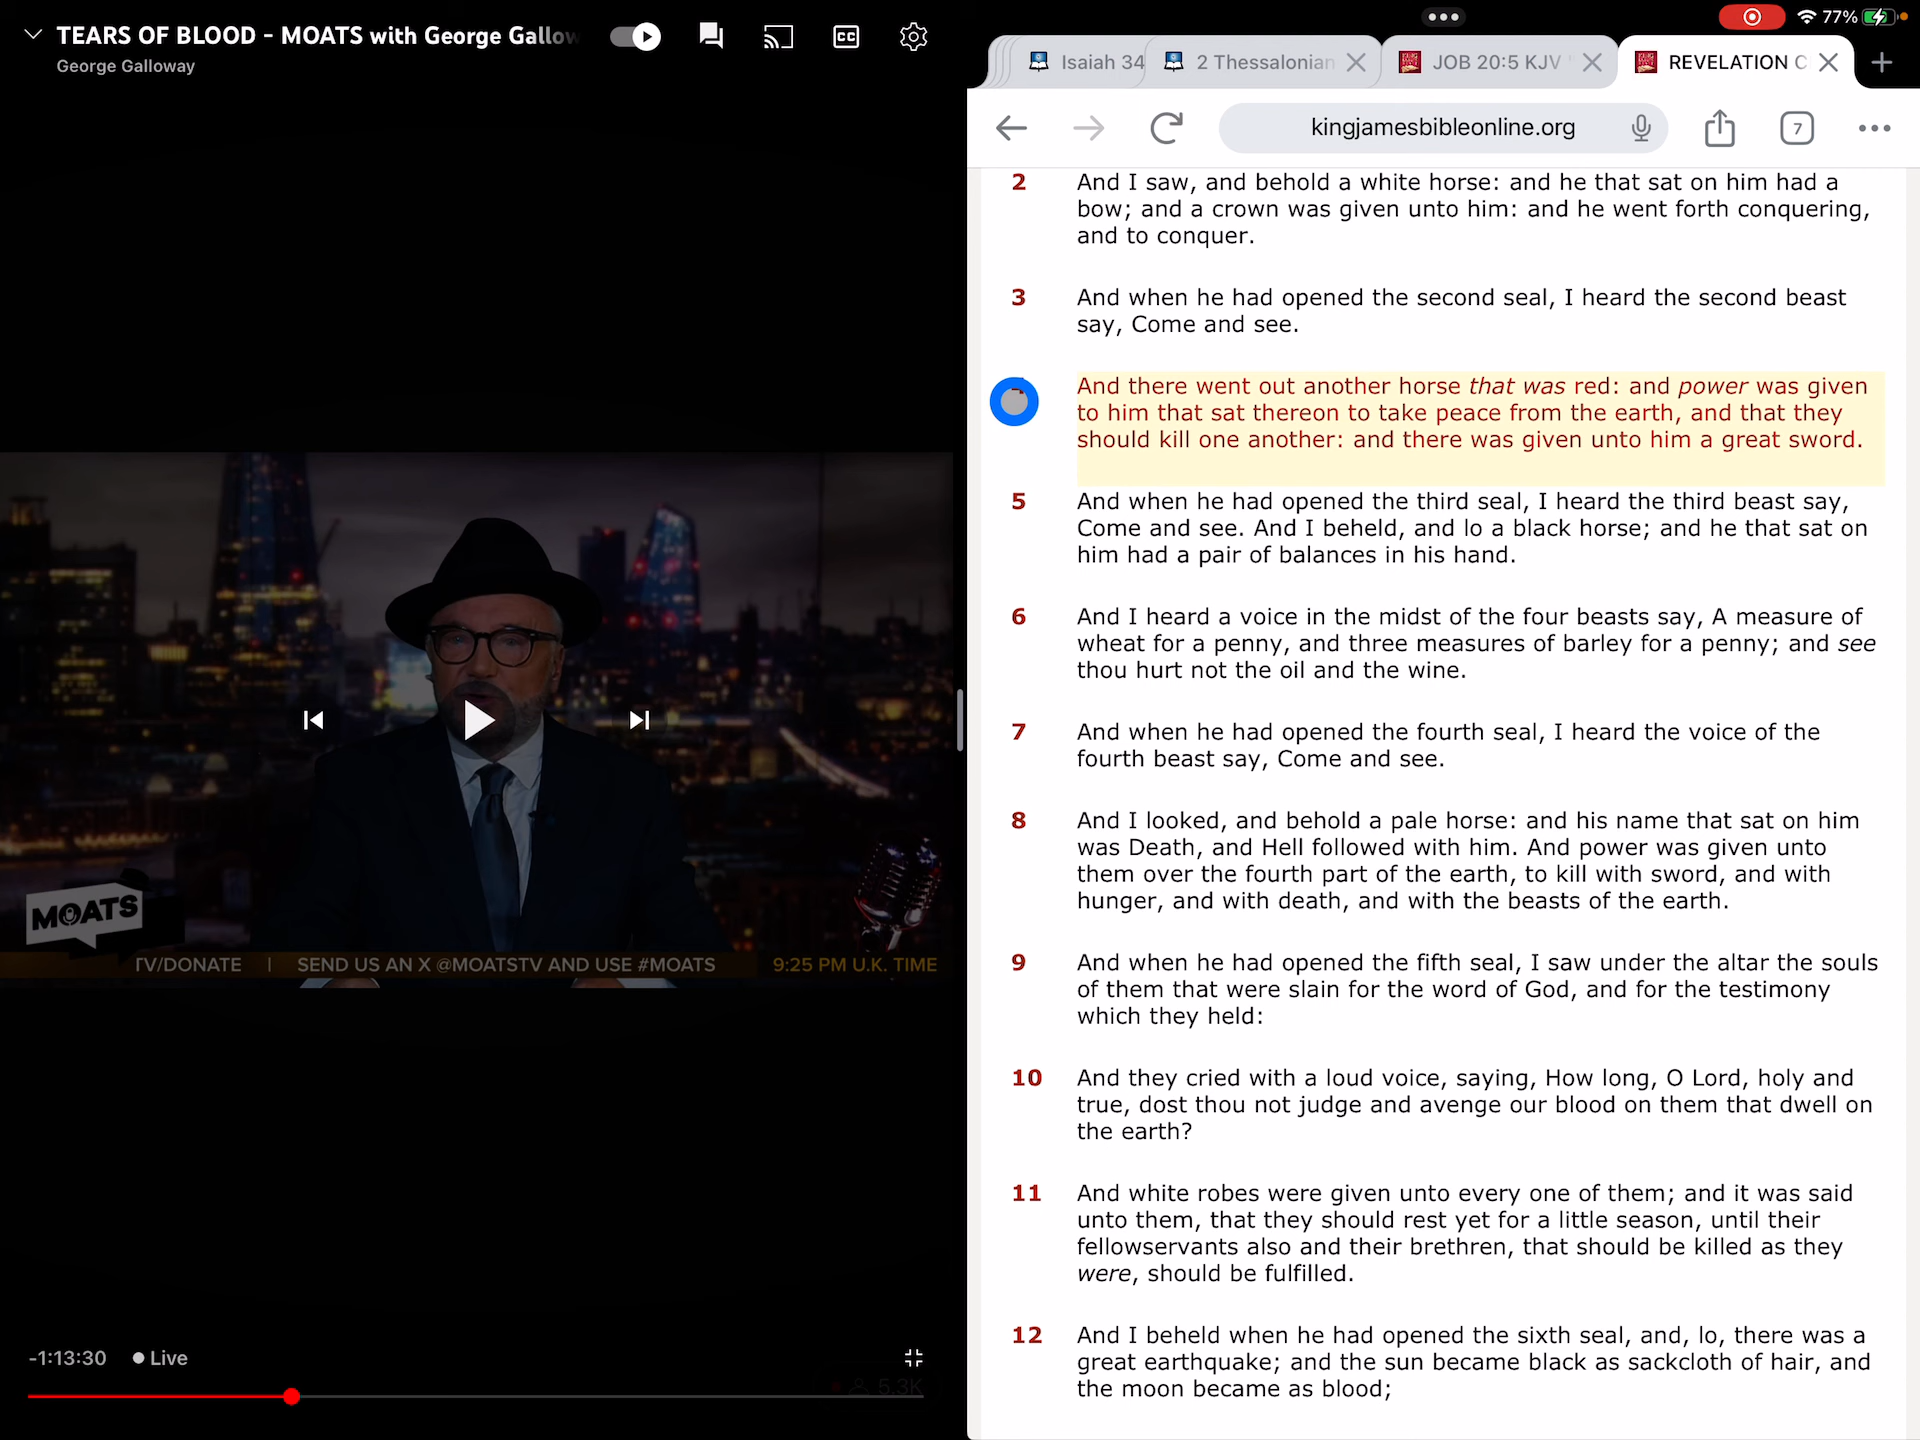 TEARS OF BLOOD - MOATS with George Gallow
George Galloway
CC
MOATS
TV/DONATE | SEND US AN X @MOATSTV AND USE #MOATS 9:25 PM U.K. TIME
-1:13:30 Live
5.3K
77%
Isaiah 34
2 Thessalonian
JOB 20:5 KJV "
REVELATION C
kingjamesbibleonline.org
7
2 And I saw, and behold a white horse: and he that sat on him had a
bow; and a crown was given unto him: and he went forth conquering,
and to conquer.
3 And when he had opened the second seal, I heard the second beast
say, Come and see.
And there went out another horse that was red: and power was given
to him that sat thereon to take peace from the earth, and that they
should kill one another: and there was given unto him a great sword.
5 And when he had opened the third seal, I heard the third beast say,
Come and see. And I beheld, and lo a black horse; and he that sat on
him had a pair of balances in his hand.
6 And I heard a voice in the midst of the four beasts say, A measure of
wheat for a penny, and three measures of barley for a penny; and see
thou hurt not the oil and the wine.
7 And when he had opened the fourth seal, I heard the voice of the
fourth beast say, Come and see.
8 And I looked, and behold a pale horse: and his name that sat on him
was Death, and Hell followed with him. And power was given unto
them over the fourth part of the earth, to kill with sword, and with
hunger, and with death, and with the beasts of the earth.
9 And when he had opened the fifth seal, I saw under the altar the souls
of them that were slain for the word of God, and for the testimony
which they held:
10 And they cried with a loud voice, saying, How long, O Lord, holy and
true, dost thou not judge and avenge our blood on them that dwell on
the earth?
11 And white robes were given unto every one of them; and it was said
unto them, that they should rest yet for a little season, until their
fellowservants also and their brethren, that should be killed as they
were, should be fulfilled.
12 And I beheld when he had opened the sixth seal, and, lo, there was a
great earthquake; and the sun became black as sackcloth of hair, and
the moon became as blood;